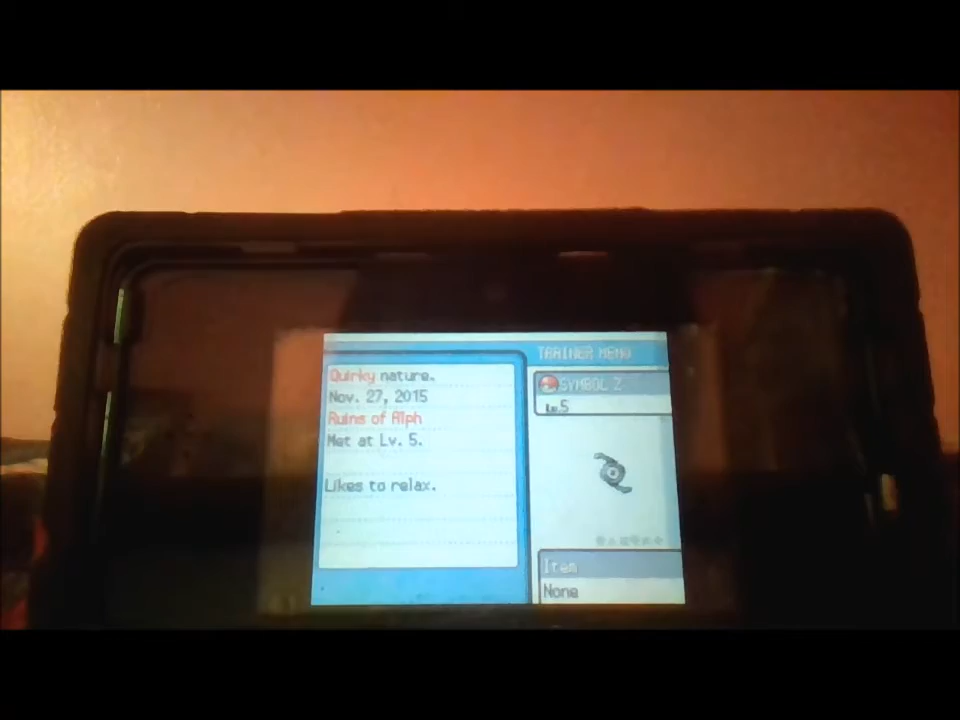 TRAINER MEMO
Quirky nature.
Nov. 27, 2015
Ruins of Alph
Met at Lv. 5.
Likes to relax.
SYMBOL Z
Lv.5
Item
None